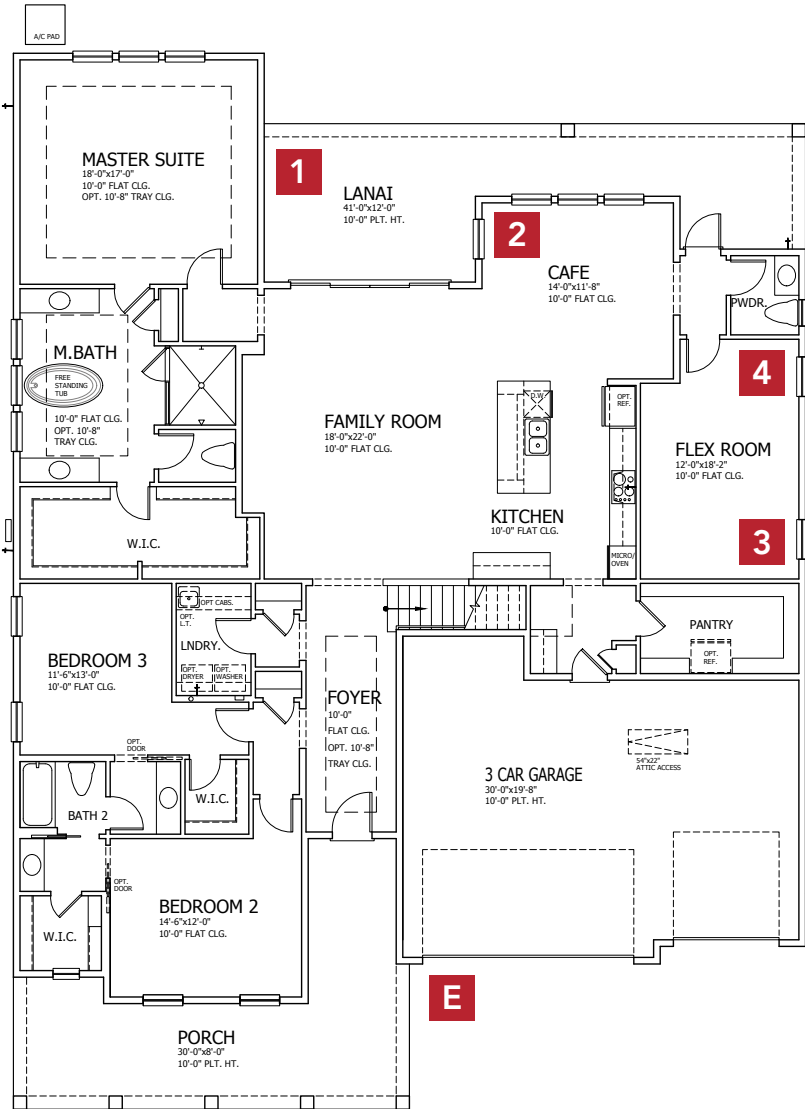 A/C PAD
MASTER SUITE
18'-0"x17'-0"
10'-0" FLAT CLG.
OPT. 10'-8" TRAY CLG.
1
LANAI
41'-0"x12'-0"
10'-0" PLT. HT.
2
CAFE
14'-0"x11'-8"
10'-0" FLAT CLG.
PWDR.
M.BATH
FREE
STANDING
TUB
10'-0" FLAT CLG.
OPT. 10'-8"
TRAY CLG.
4
FAMILY ROOM
18'-0"x22'-0"
10'-0" FLAT CLG.
D.W
OPT.
REF.
FLEX ROOM
12'-0"x18'-2"
10'-0" FLAT CLG.
KITCHEN
10'-0" FLAT CLG.
3
MICRO/
OVEN
W.I.C.
OPT CABS.
OPT.
L.T.
LNDRY.
OPT.
DRYER
OPT.
WASHER
PANTRY
OPT.
REF.
BEDROOM 3
11'-6"x13'-0"
10'-0" FLAT CLG.
FOYER
10'-0"
FLAT CLG.
OPT. 10'-8"
TRAY CLG.
OPT.
DOOR
54"x22"
ATTIC ACCESS
3 CAR GARAGE
30'-0"x19'-8"
10'-0" PLT. HT.
W.I.C.
BATH 2
OPT.
DOOR
BEDROOM 2
14'-6"x12'-0"
10'-0" FLAT CLG.
W.I.C.
E
PORCH
30'-0"x8'-0"
10'-0" PLT. HT.